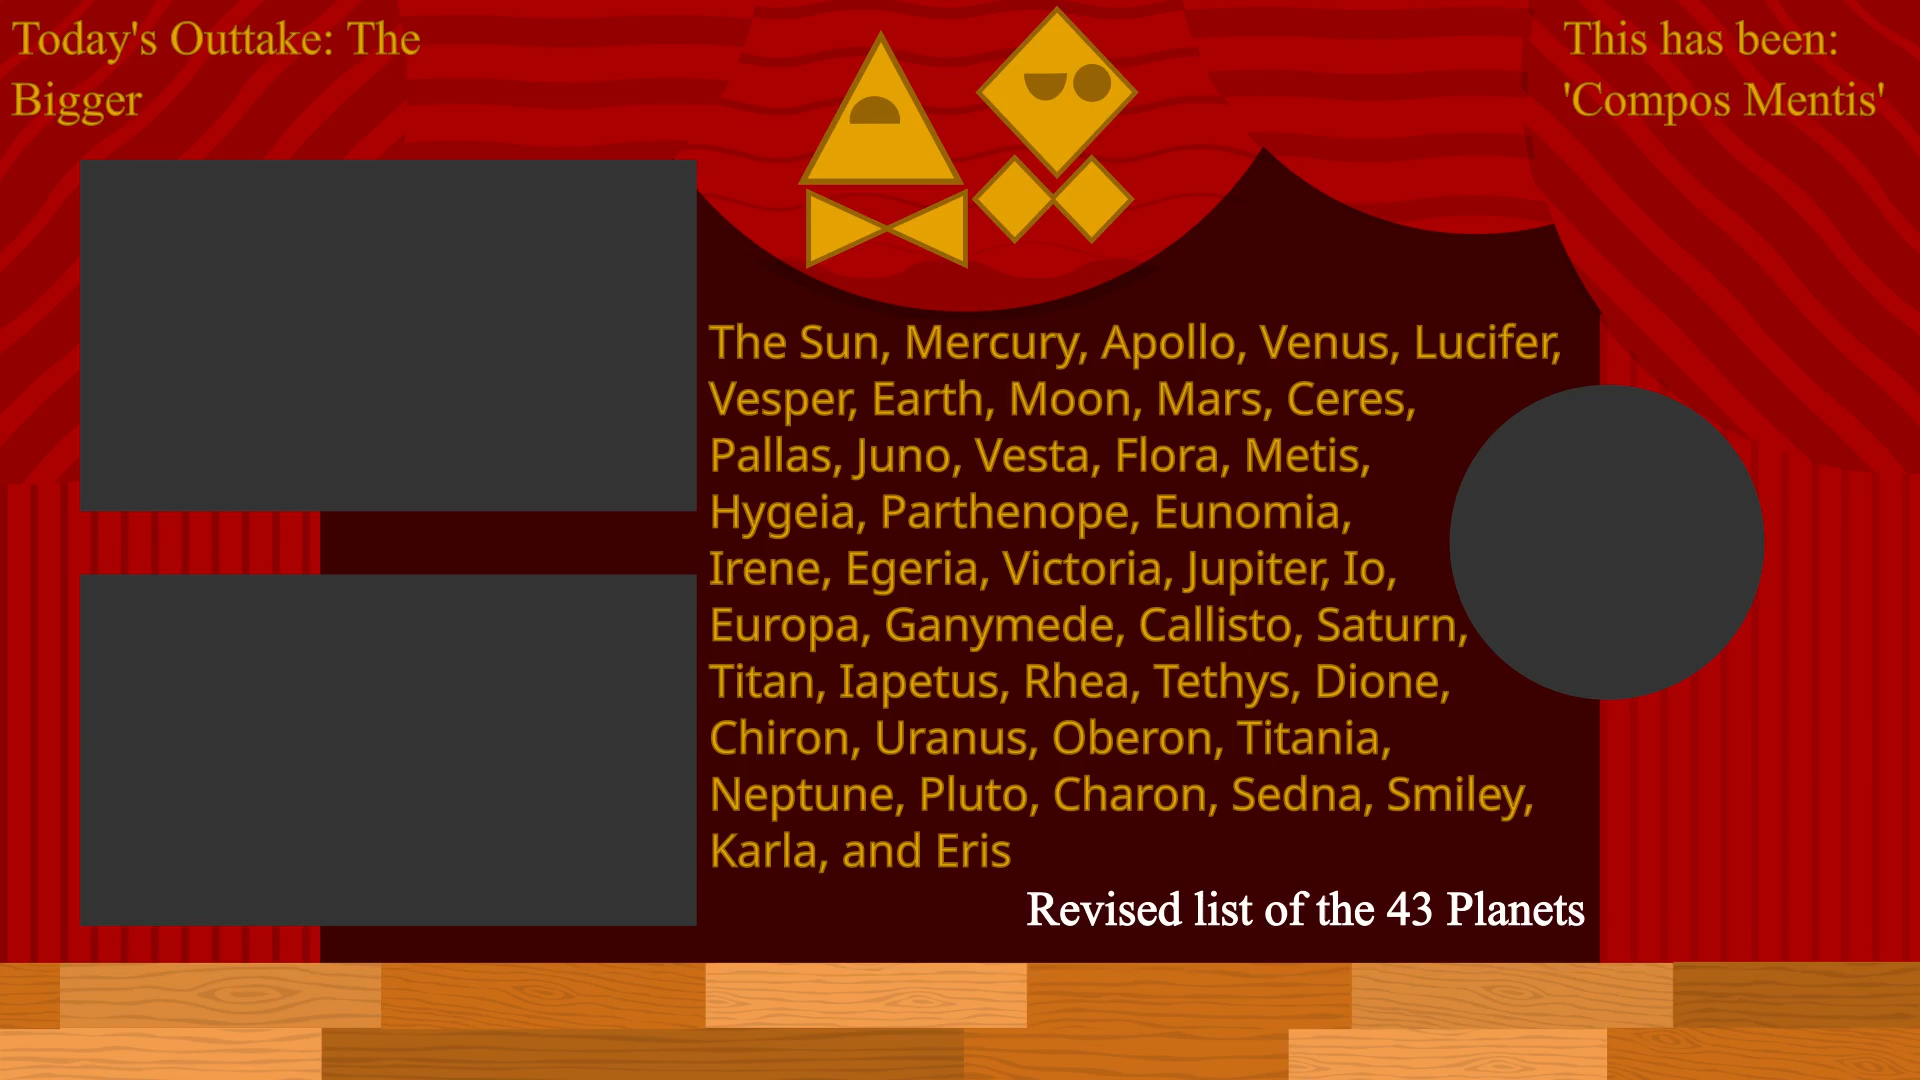 Today's Outtake: The
Bigger
This has been:
'Compos Mentis'
The Sun, Mercury, Apollo, Venus, Lucifer,
Vesper, Earth, Moon, Mars, Ceres,
Pallas, Juno, Vesta, Flora, Metis,
Hygeia, Parthenope, Eunomia,
Irene, Egeria, Victoria, Jupiter, Io,
Europa, Ganymede, Callisto, Saturn,
Titan, Iapetus, Rhea, Tethys, Dione,
Chiron, Uranus, Oberon, Titania,
Neptune, Pluto, Charon, Sedna, Smiley,
Karla, and Eris
Revised list of the 43 Planets